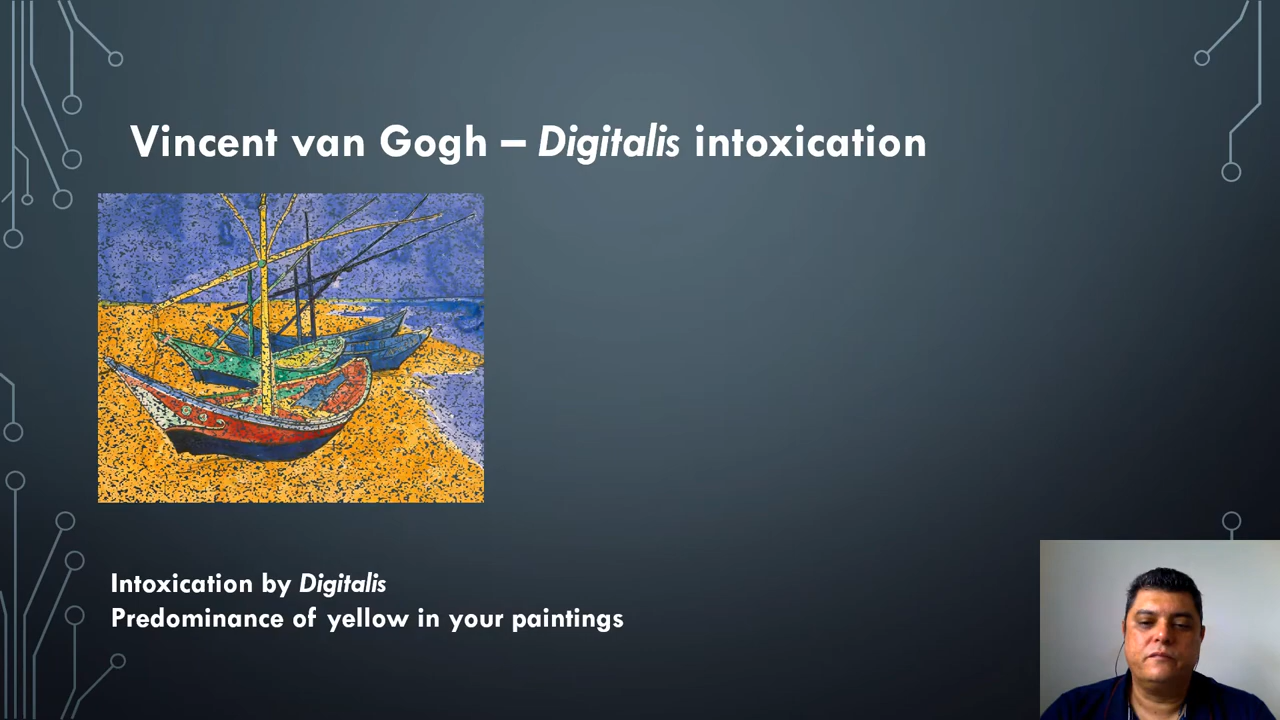 Vincent van Gogh – Digitalis intoxication
Intoxication by Digitalis
Predominance of yellow in your paintings